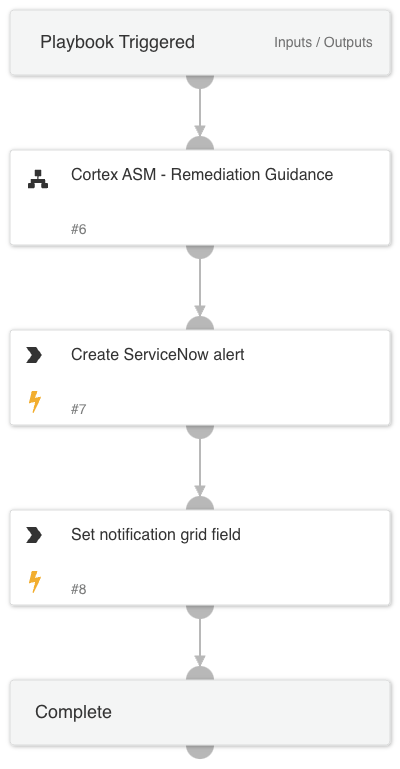 Playbook Triggered
Inputs / Outputs
Cortex ASM - Remediation Guidance
#6
Create ServiceNow alert
#7
Set notification grid field
#8
Complete